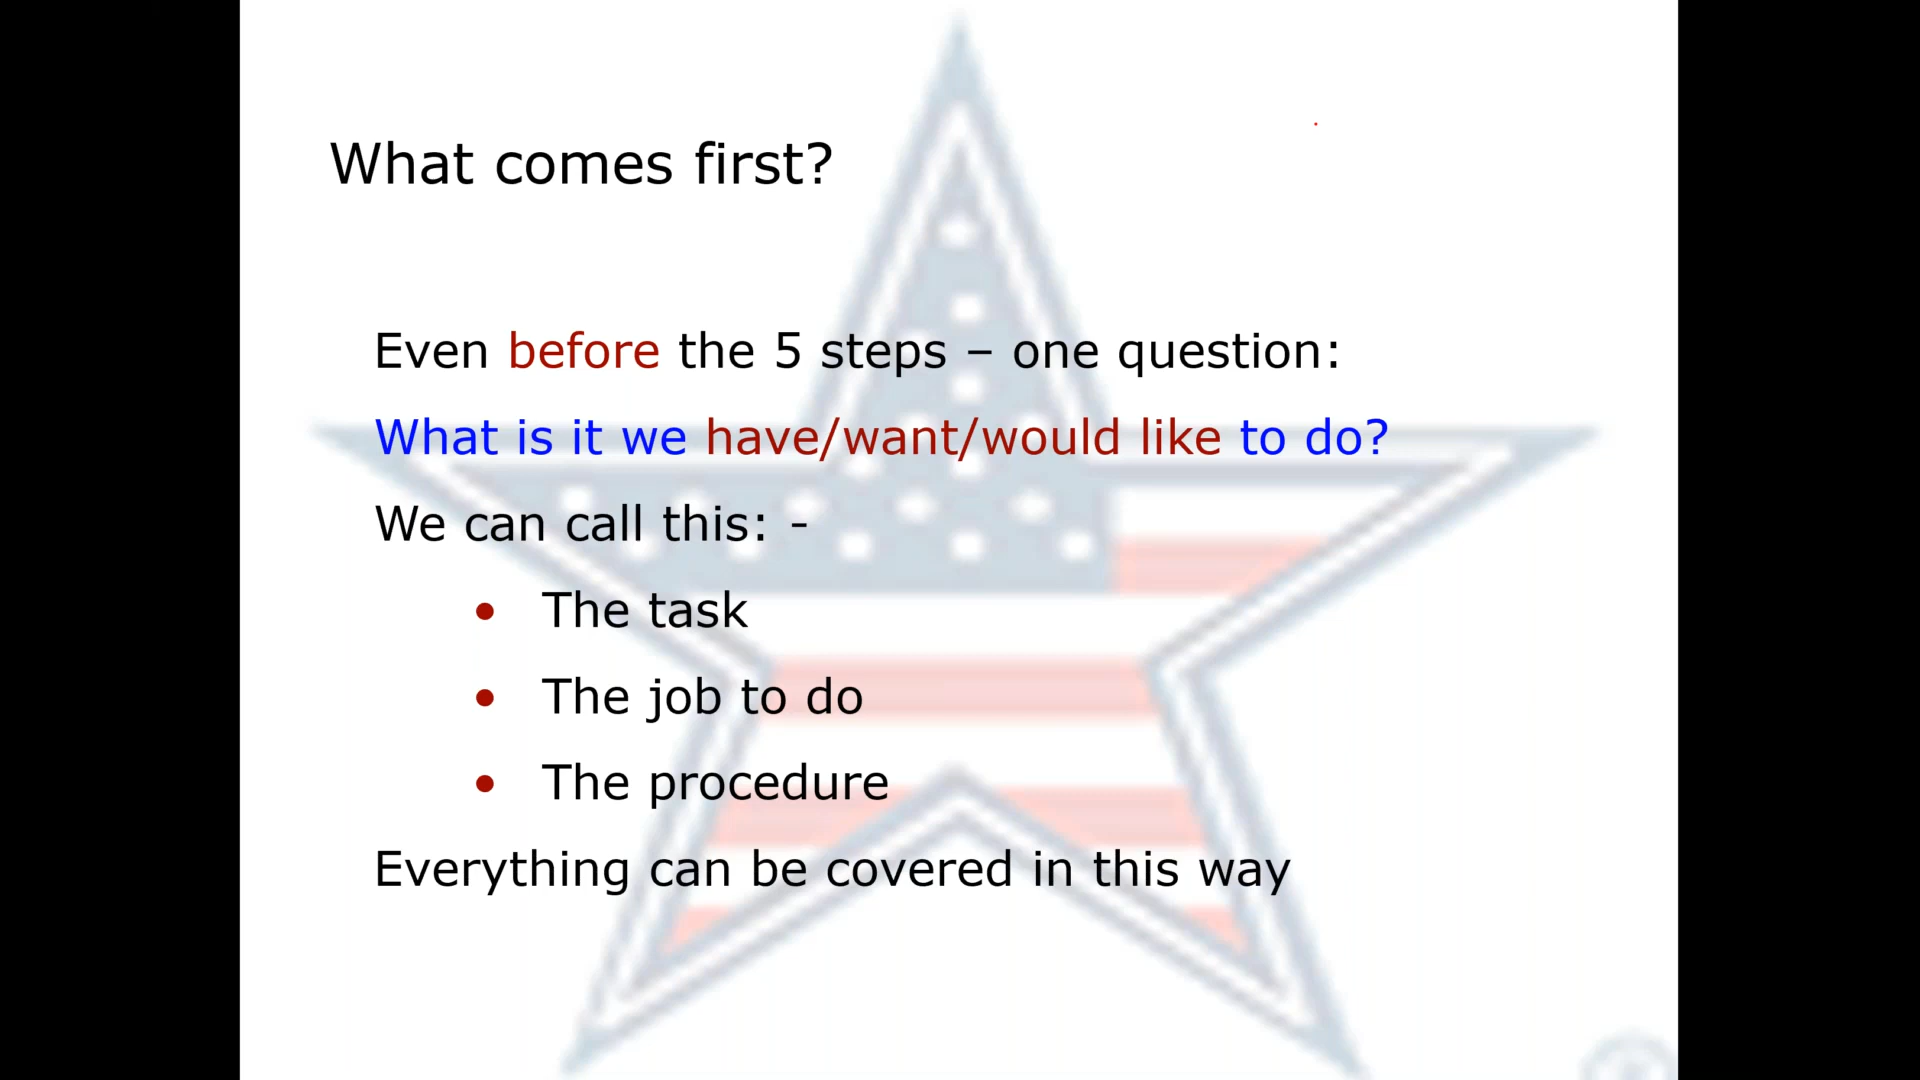 What comes first?
Even before the 5 steps – one question:
What is it we have/want/would like to do?
We can call this: -
• The task
• The job to do
• The procedure
Everything can be covered in this way